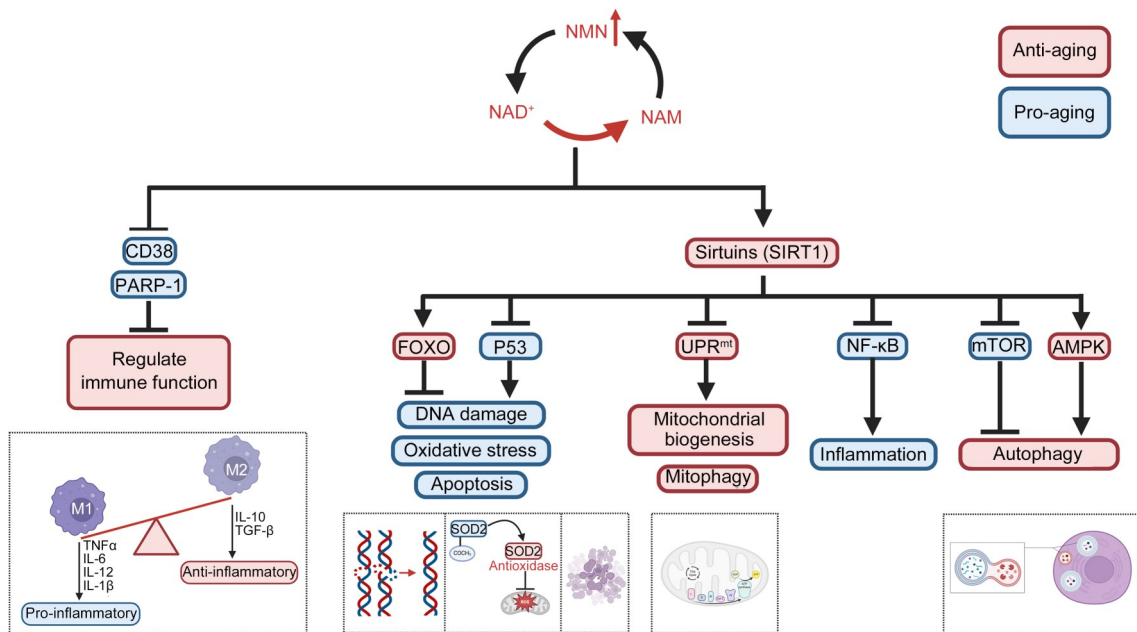 NMN
NAD⁺
NAM
Anti-aging
Pro-aging
CD38
PARP-1
Regulate
immune function
Sirtuins (SIRT1)
FOXO
P53
UPRᵐᵗ
NF-κB
mTOR
AMPK
DNA damage
Oxidative stress
Apoptosis
Mitochondrial
biogenesis
Mitophagy
Inflammation
Autophagy
M2
M1
IL-10
TGF-β
TNFα
IL-6
IL-12
IL-1β
Anti-inflammatory
Pro-inflammatory
SOD2
COCH₃
SOD2
Antioxidase
ROS